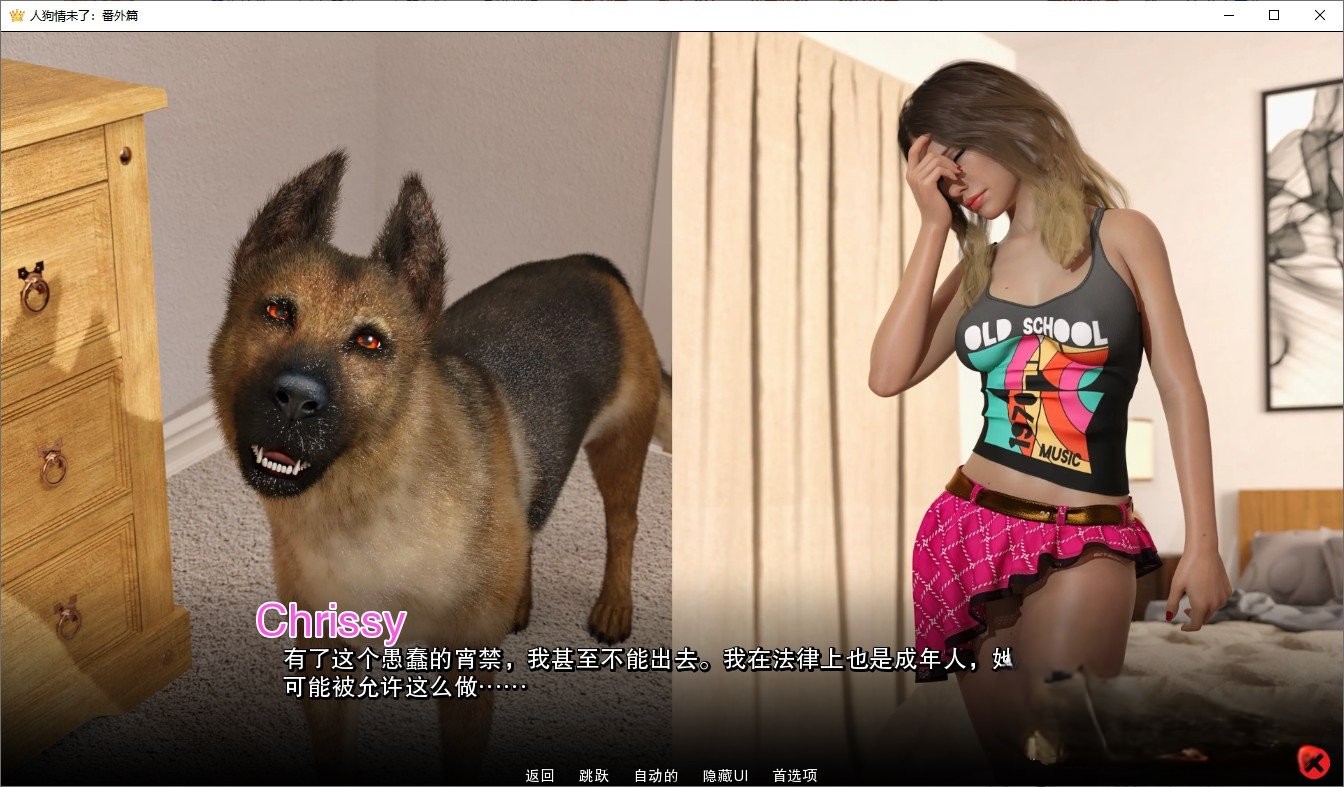 人狗情未了：番外篇
OLD SCHOOL
1970
MUSIC
Chrissy
有了这个愚蠢的宵禁，我甚至不能出去。我在法律上也是成年人，她
可能被允许这么做……
返回 跳跃 自动的 隐藏UI 首选项